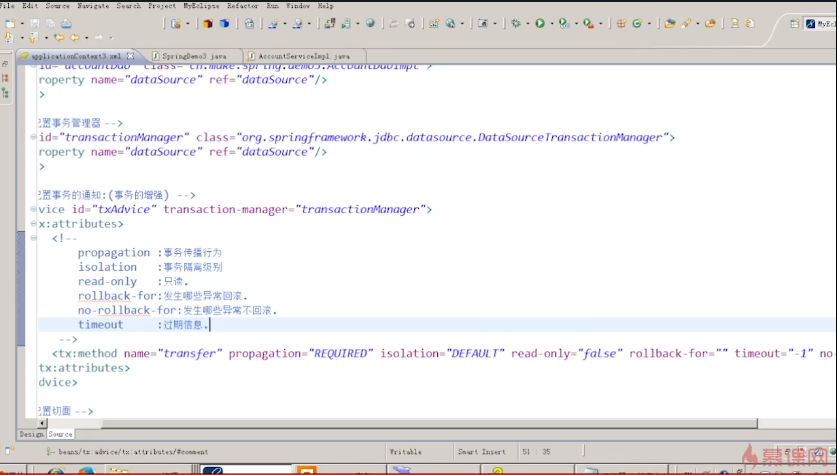 File Edit Source Navigate Search Project MyEclipse Refactor Run Window Help
MyEcl
applicationContext3.xml SpringDemo3.java AccountServiceImpl.java
id="accountDao" class="cn.
roperty name="dataSource" ref="dataSource"/>
>
配置事务管理器 -->
id="transactionManager" class="org.springframework.jdbc.datasource.DataSourceTransactionManager">
roperty name="dataSource" ref="dataSource"/>
>
配置事务的通知:(事务的增强) -->
vice id="txAdvice" transaction-manager="transactionManager">
x:attributes>
<!--
propagation :事务传播行为
isolation :事务隔离级别
read-only :只读.
rollback-for:发生哪些异常回滚.
no-rollback-for:发生哪些异常不回滚.
timeout :过期信息.
-->
<tx:method name="transfer" propagation="REQUIRED" isolation="DEFAULT" read-only="false" rollback-for="" timeout="-1" no
tx:attributes>
dvice>
配置切面 -->
Design Source
beans/tx:advice/tx:attributes/#comment Writable Smart Insert 51 : 35
慕课网